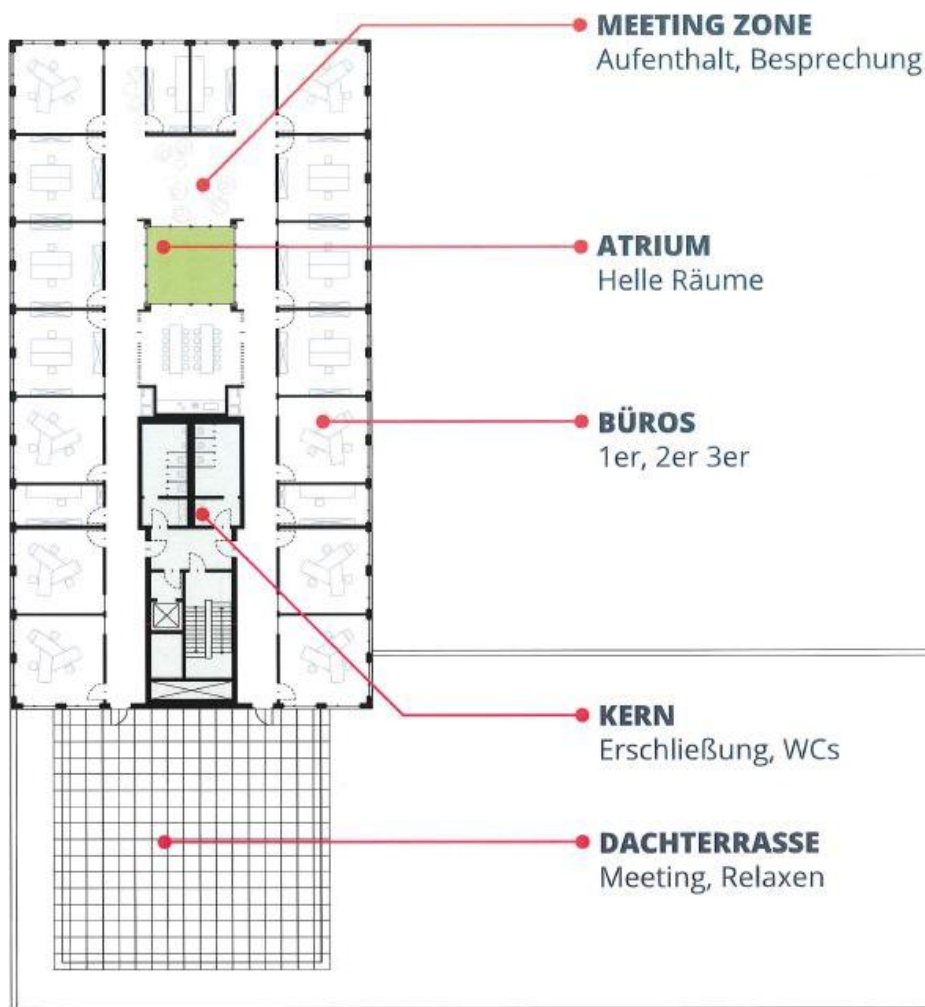 MEETING ZONE
Aufenthalt, Besprechung
ATRIUM
Helle Räume
BÜROS
1er, 2er 3er
KERN
Erschließung, WCs
DACHTERRASSE
Meeting, Relaxen